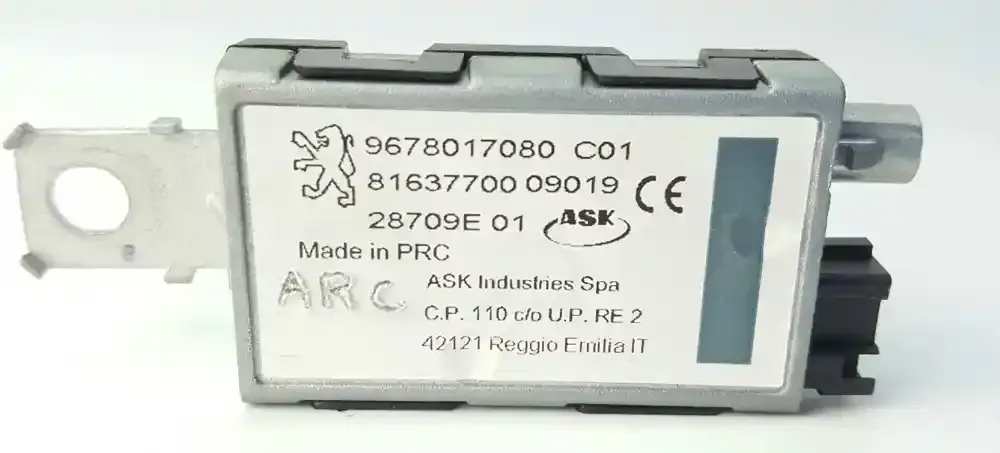 9678017080 C01
81637700 09019 CE
28709E 01 ASK
Made in PRC
ARC
ASK Industries Spa
C.P. 110 c/o U.P. RE 2
42121 Reggio Emilia IT